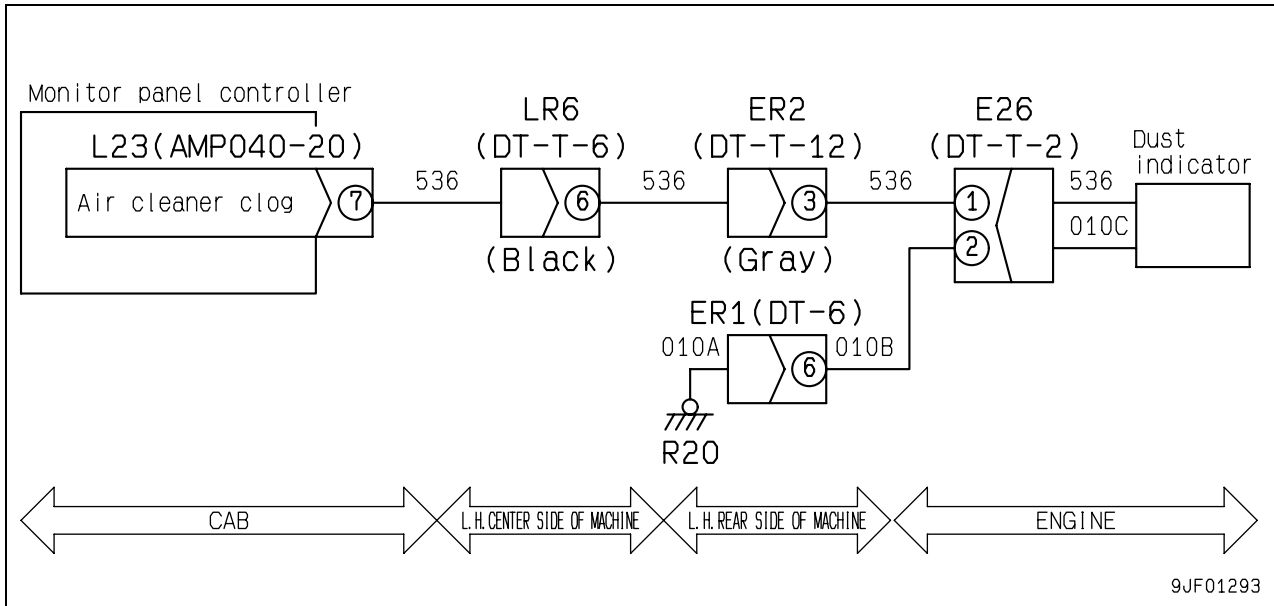 Monitor panel controller
L23(AMP040-20)
Air cleaner clog
7
536
LR6
(DT-T-6)
6
(Black)
536
ER2
(DT-T-12)
3
(Gray)
536
E26
(DT-T-2)
1
2
536
010C
Dust
indicator
ER1(DT-6)
010A
6
010B
R20
CAB
L.H.CENTER SIDE OF MACHINE
L.H.REAR SIDE OF MACHINE
ENGINE
9JF01293